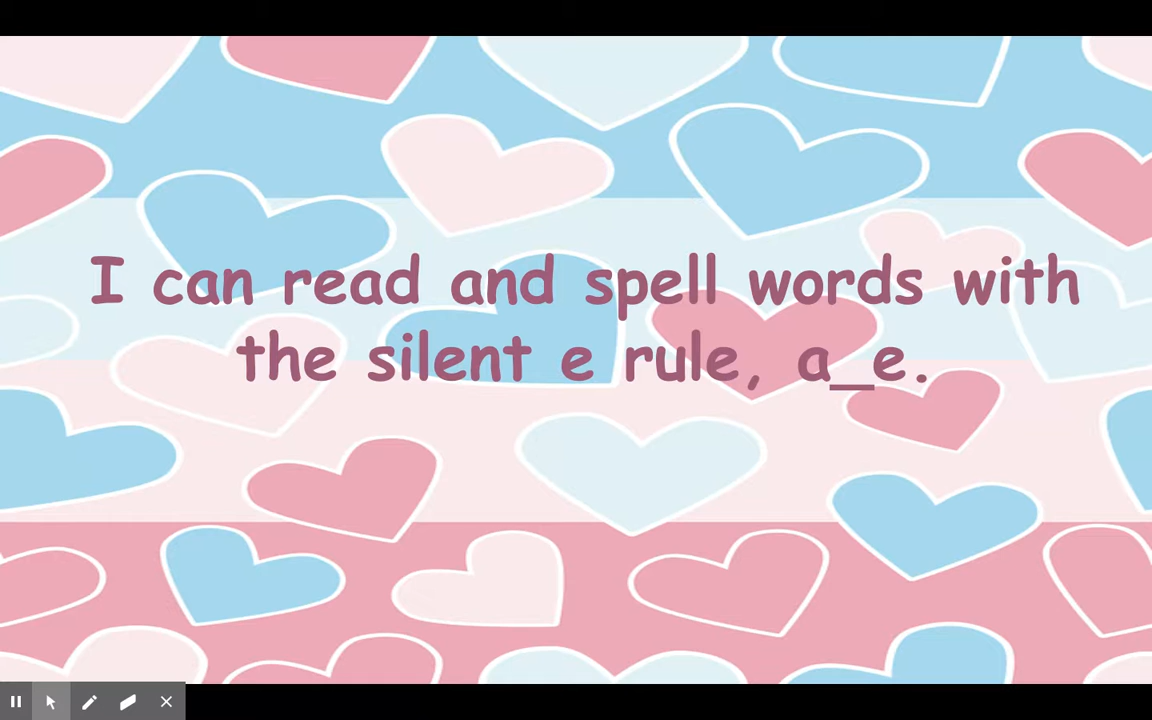 I can read and spell words with
the silent e rule, a_e.